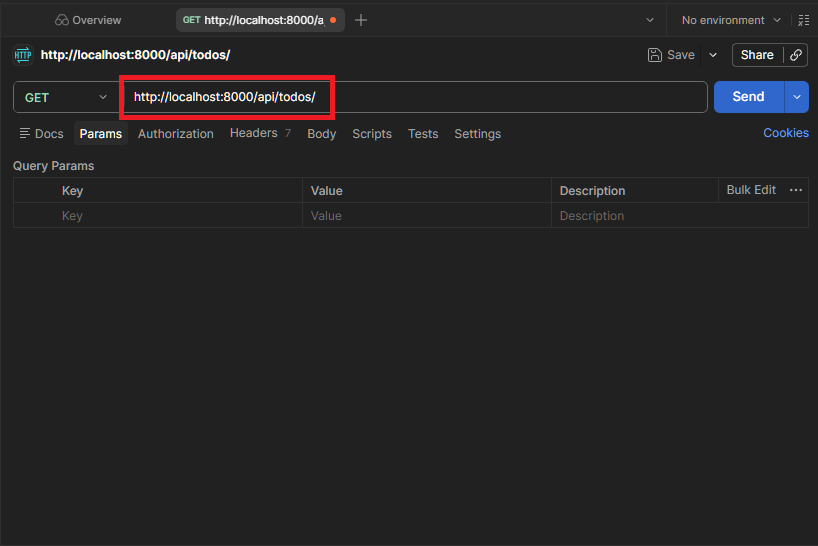 Overview GET http://localhost:8000/a No environment
HTTP http://localhost:8000/api/todos/ Save Share
GET http://localhost:8000/api/todos/ Send
Docs Params Authorization Headers 7 Body Scripts Tests Settings Cookies
Query Params
Key Value Description Bulk Edit ...
Key Value Description